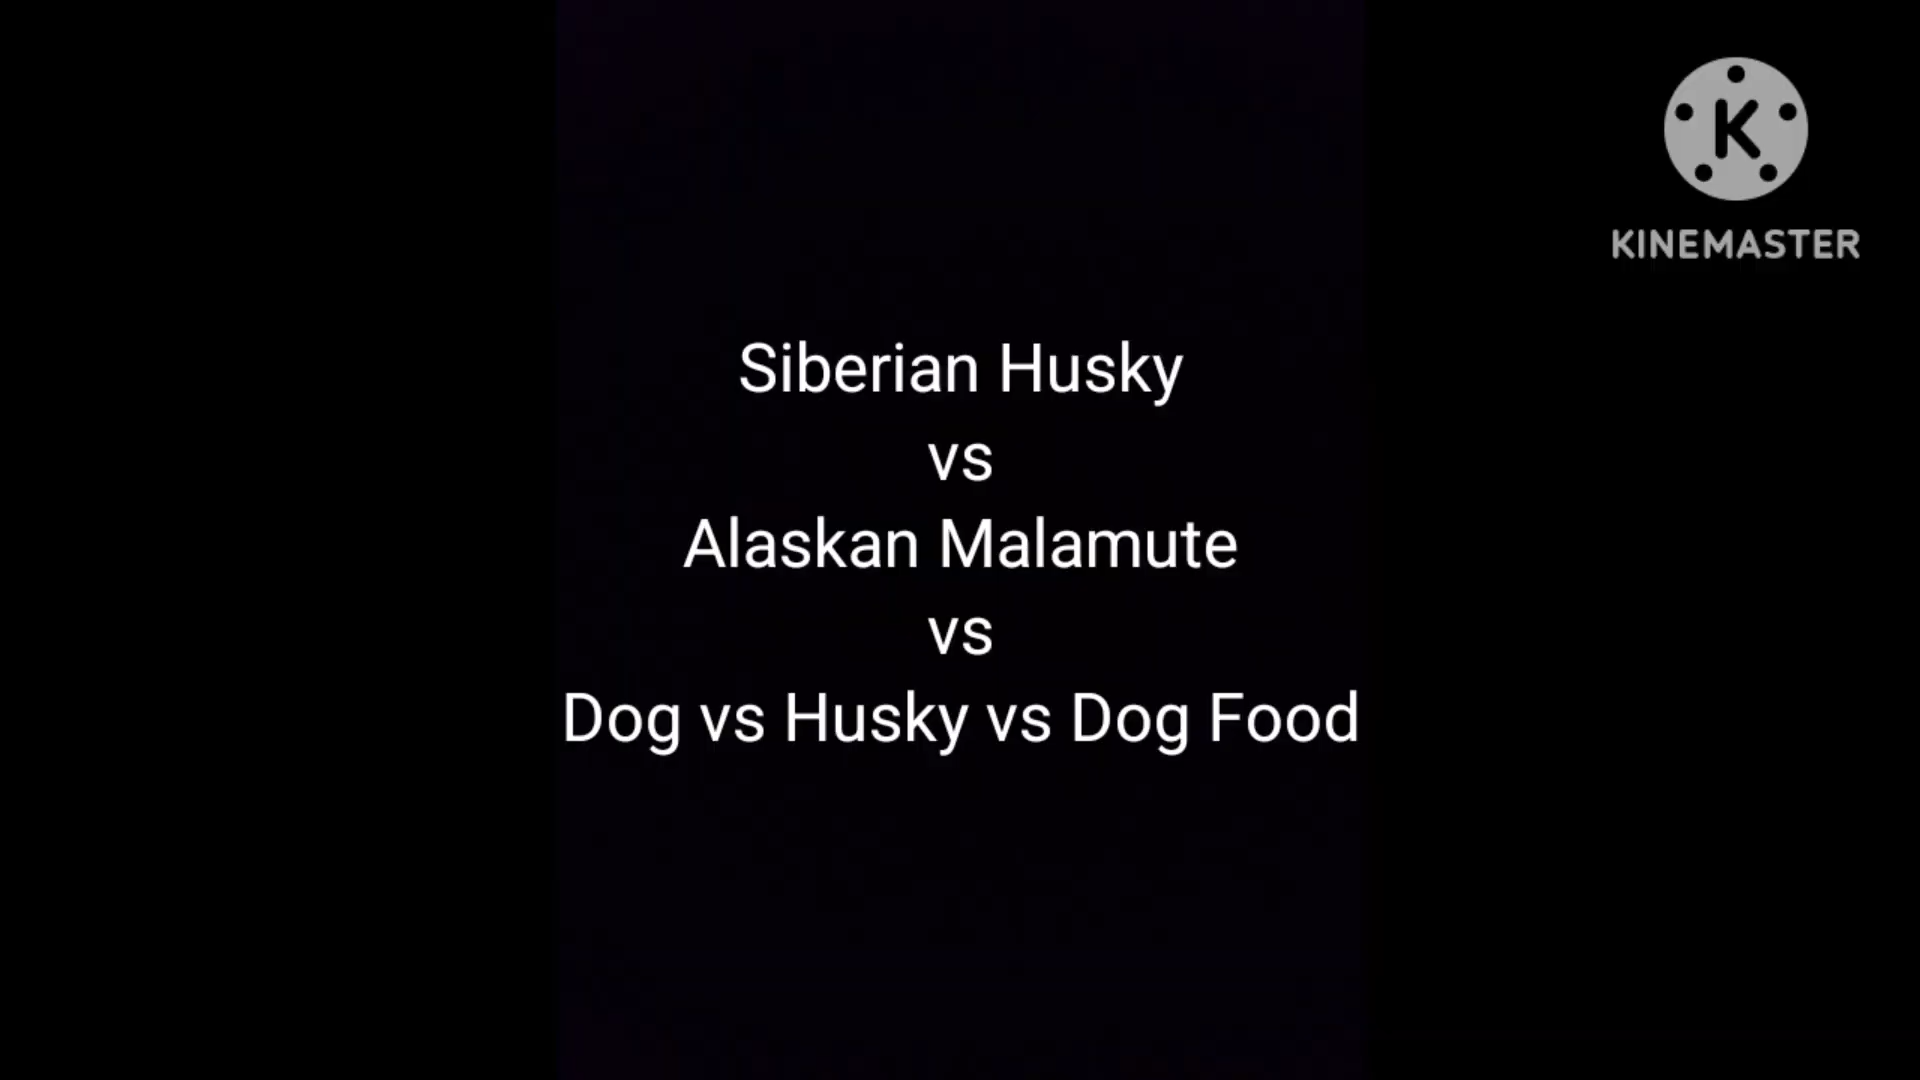 K
KINEMASTER
Siberian Husky
vs
Alaskan Malamute
vs
Dog vs Husky vs Dog Food